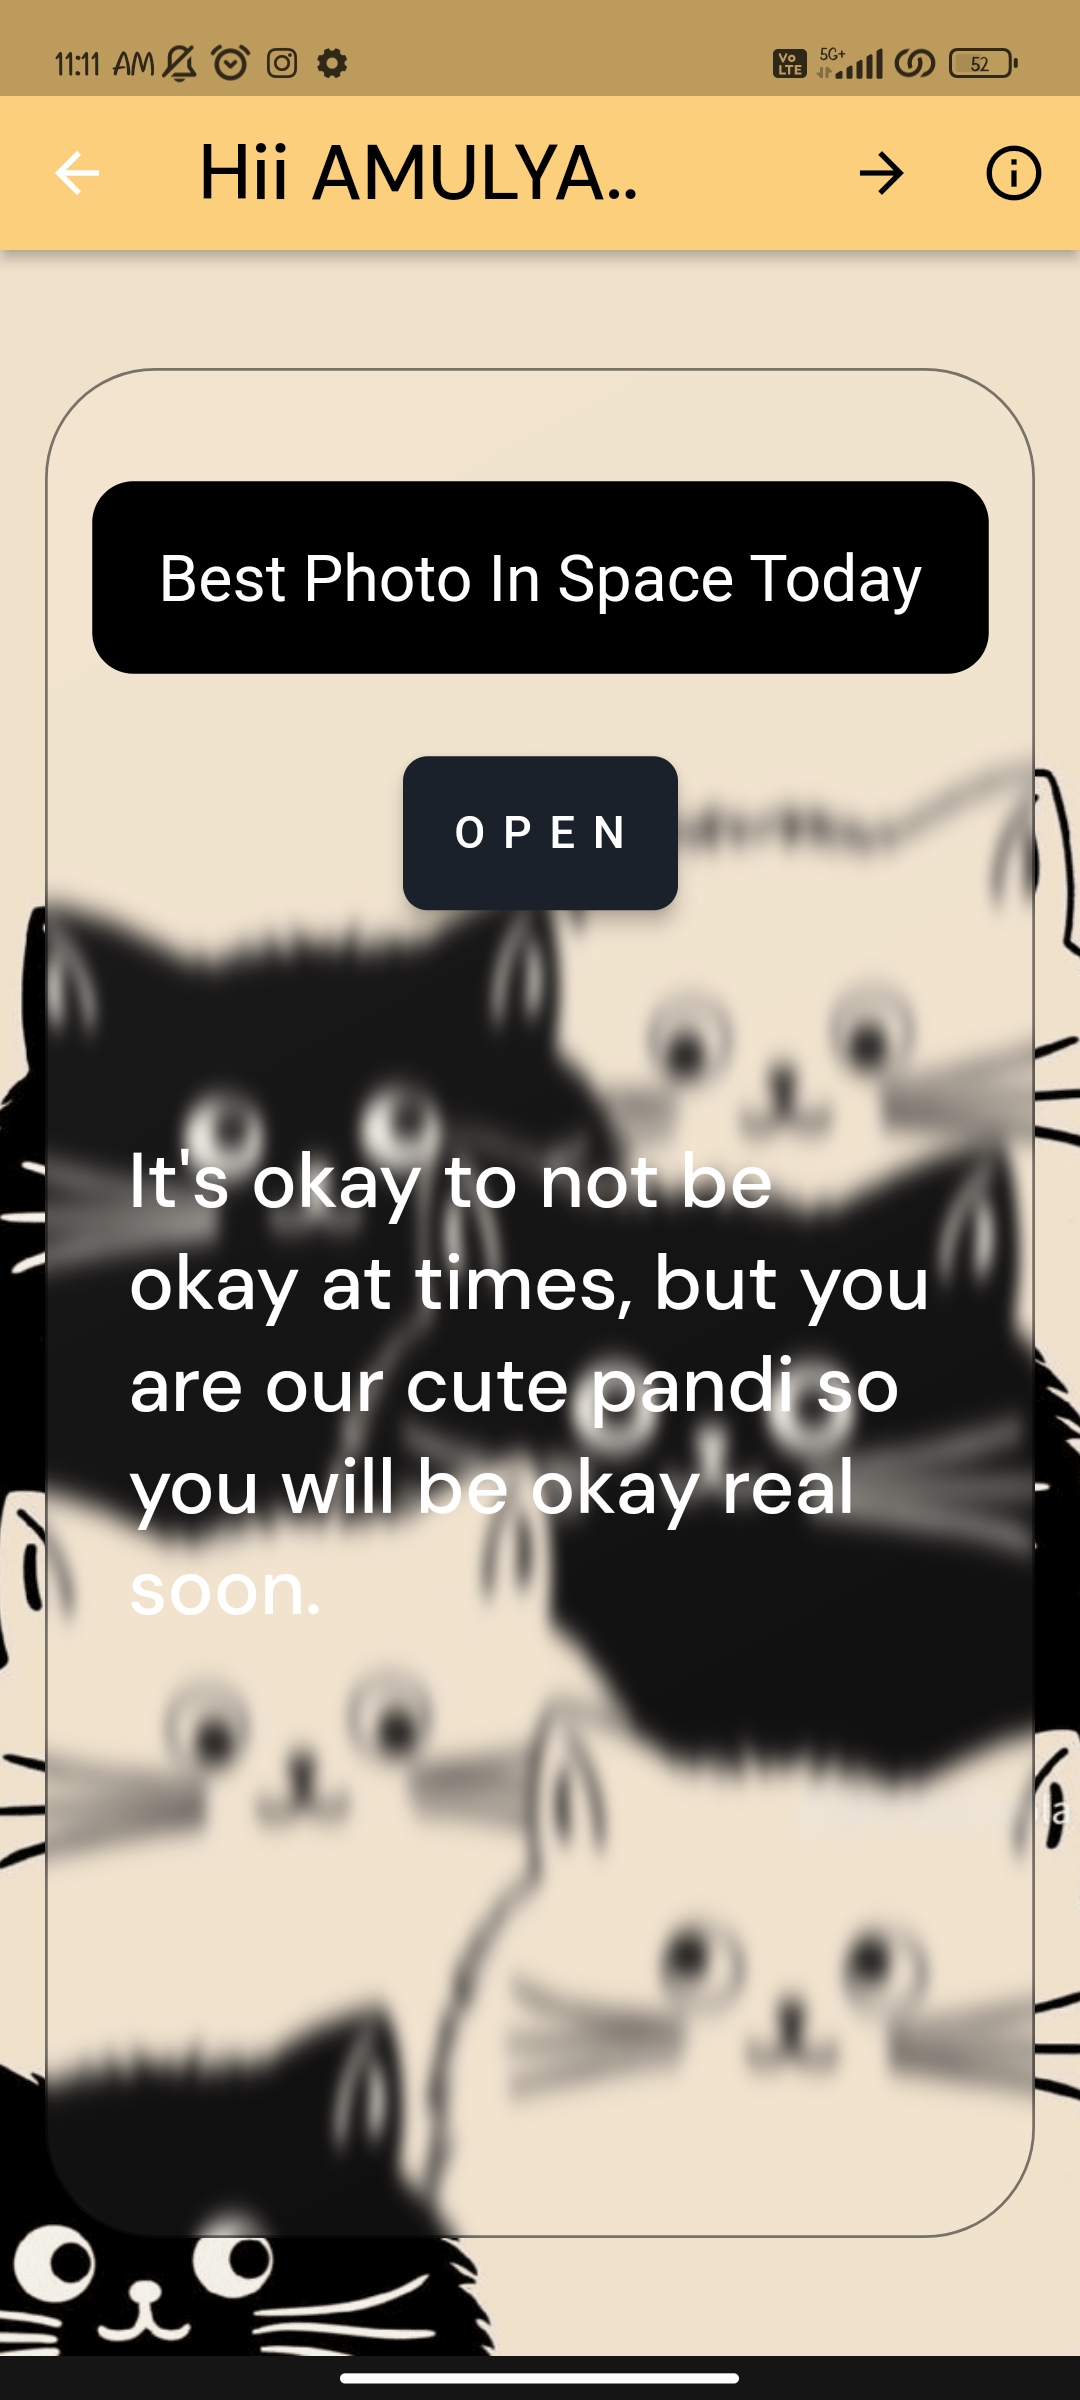 11:11 AM
Vo LTE 5G+ 52
Hii AMULYA..
Best Photo In Space Today
OPEN
It's okay to not be
okay at times, but you
are our cute pandi so
you will be okay real
soon.